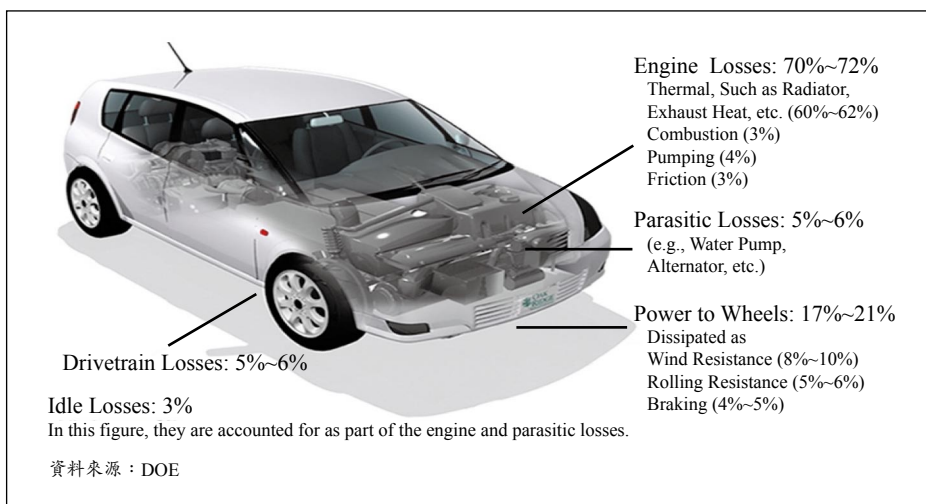 Engine Losses: 70%~72%
Thermal, Such as Radiator,
Exhaust Heat, etc. (60%~62%)
Combustion (3%)
Pumping (4%)
Friction (3%)
Parasitic Losses: 5%~6%
(e.g., Water Pump,
Alternator, etc.)
Power to Wheels: 17%~21%
Dissipated as
Wind Resistance (8%~10%)
Rolling Resistance (5%~6%)
Braking (4%~5%)
Drivetrain Losses: 5%~6%
Idle Losses: 3%
In this figure, they are accounted for as part of the engine and parasitic losses.
資料來源：DOE